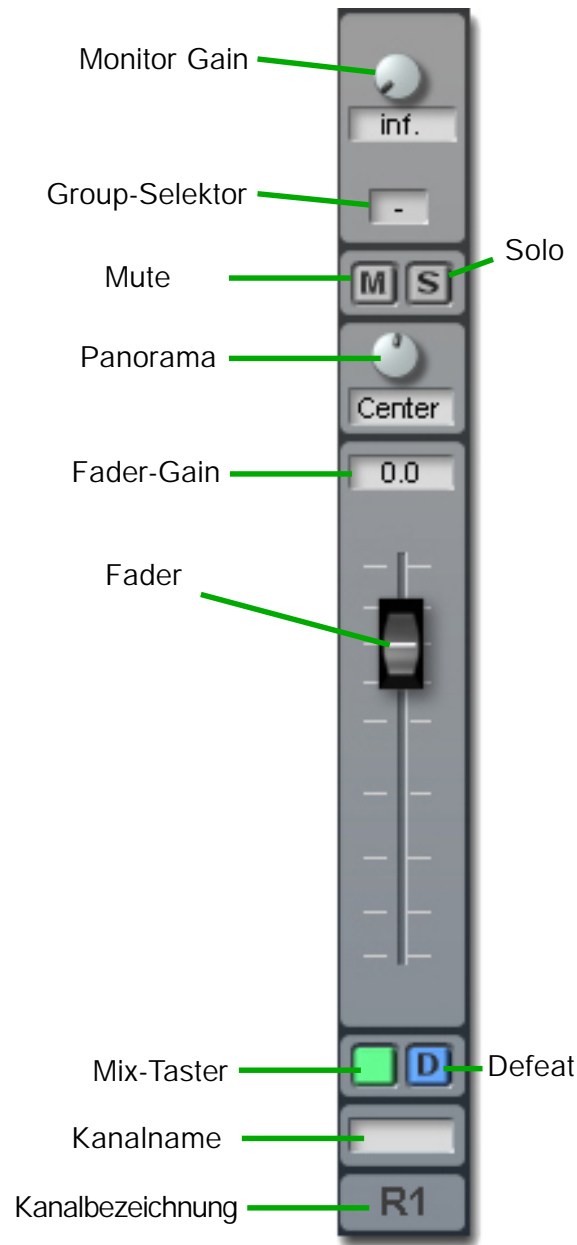 Monitor Gain
inf.
Group-Selektor
-
Solo
Mute
M S
Panorama
Center
Fader-Gain
0.0
Fader
Mix-Taster
D
Defeat
Kanalname
Kanalbezeichnung
R1